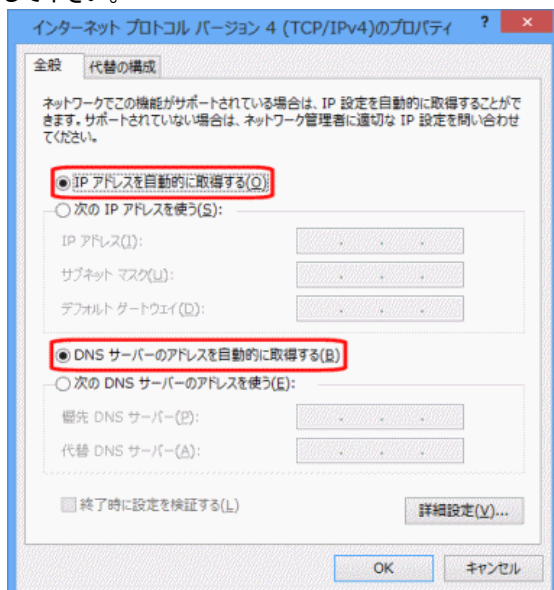 して下さい。
インターネット プロトコル バージョン 4 (TCP/IPv4)のプロパティ ? ×
全般 代替の構成
ネットワークでこの機能がサポートされている場合は、IP 設定を自動的に取得することがで
きます。サポートされていない場合は、ネットワーク管理者に適切な IP 設定を問い合わせ
てください。
IP アドレスを自動的に取得する(O)
次の IP アドレスを使う(S):
IP アドレス(I):
サブネット マスク(U):
デフォルト ゲートウェイ(D):
DNS サーバーのアドレスを自動的に取得する(B)
次の DNS サーバーのアドレスを使う(E):
優先 DNS サーバー(P):
代替 DNS サーバー(A):
終了時に設定を検証する(L)
詳細設定(V)...
OK キャンセル